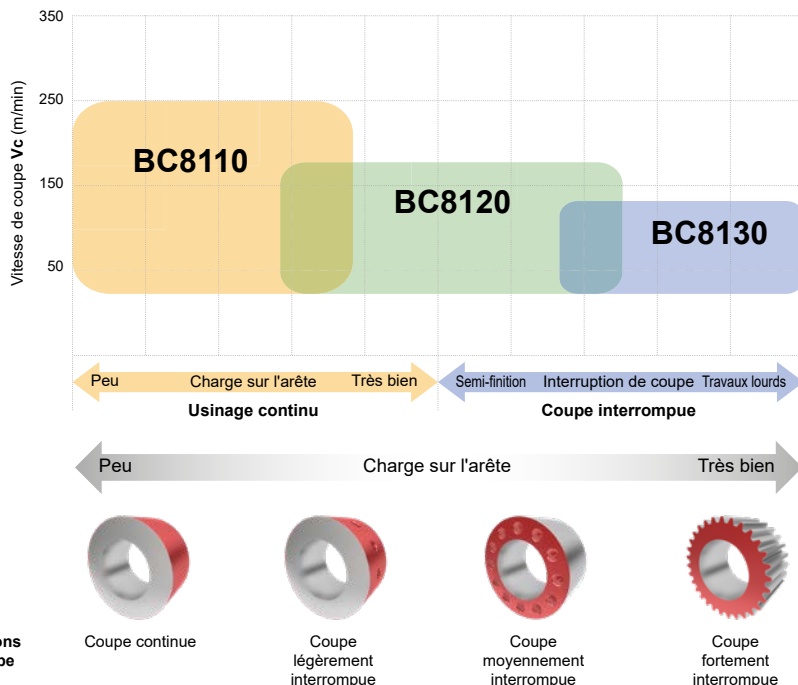 350
250
150
50
Vitesse de coupe Vc (m/min)
BC8110
BC8120
BC8130
Peu Charge sur l'arête Très bien
Semi-finition Interruption de coupe Travaux lourds
Usinage continu Coupe interrompue
Peu Charge sur l'arête Très bien
ons
pe
Coupe continue
Coupe
légèrement
interrompue
Coupe
moyennement
interrompue
Coupe
fortement
interrompue